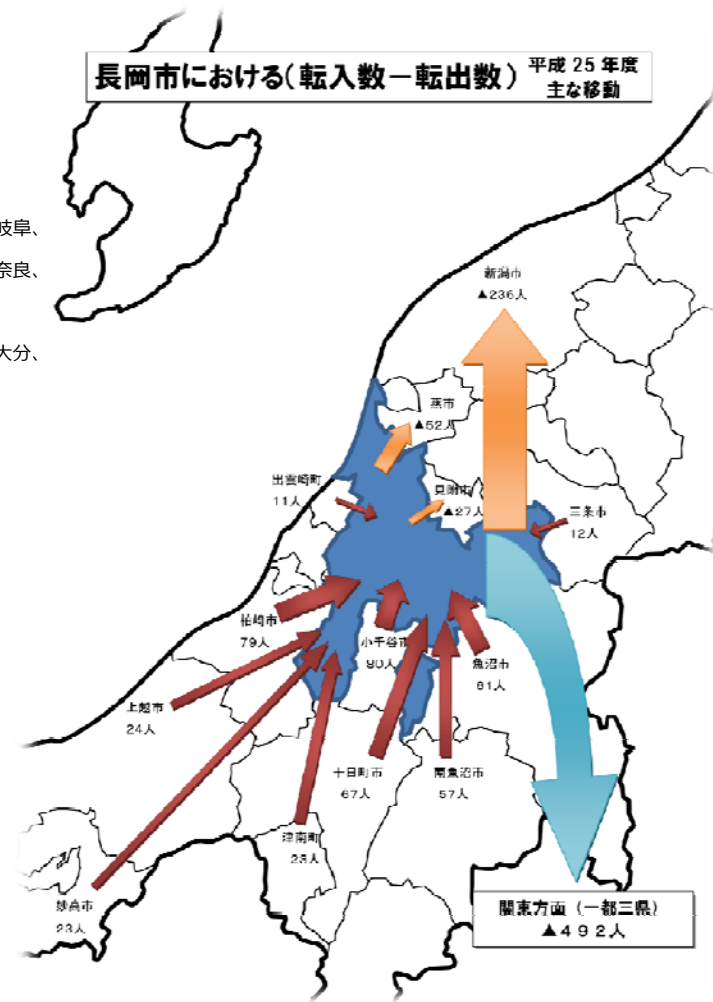 長岡市における(転入数－転出数) 平成25年度
主な移動
岐阜、
奈良、
大分、
新潟市
▲236人
燕市
▲52人
出雲崎町
11人
見附市
▲27人
三条市
12人
柏崎市
79人
小千谷市
80人
魚沼市
61人
上越市
24人
十日町市
67人
南魚沼市
57人
津南町
23人
妙高市
23人
関東方面（一都三県）
▲４９２人